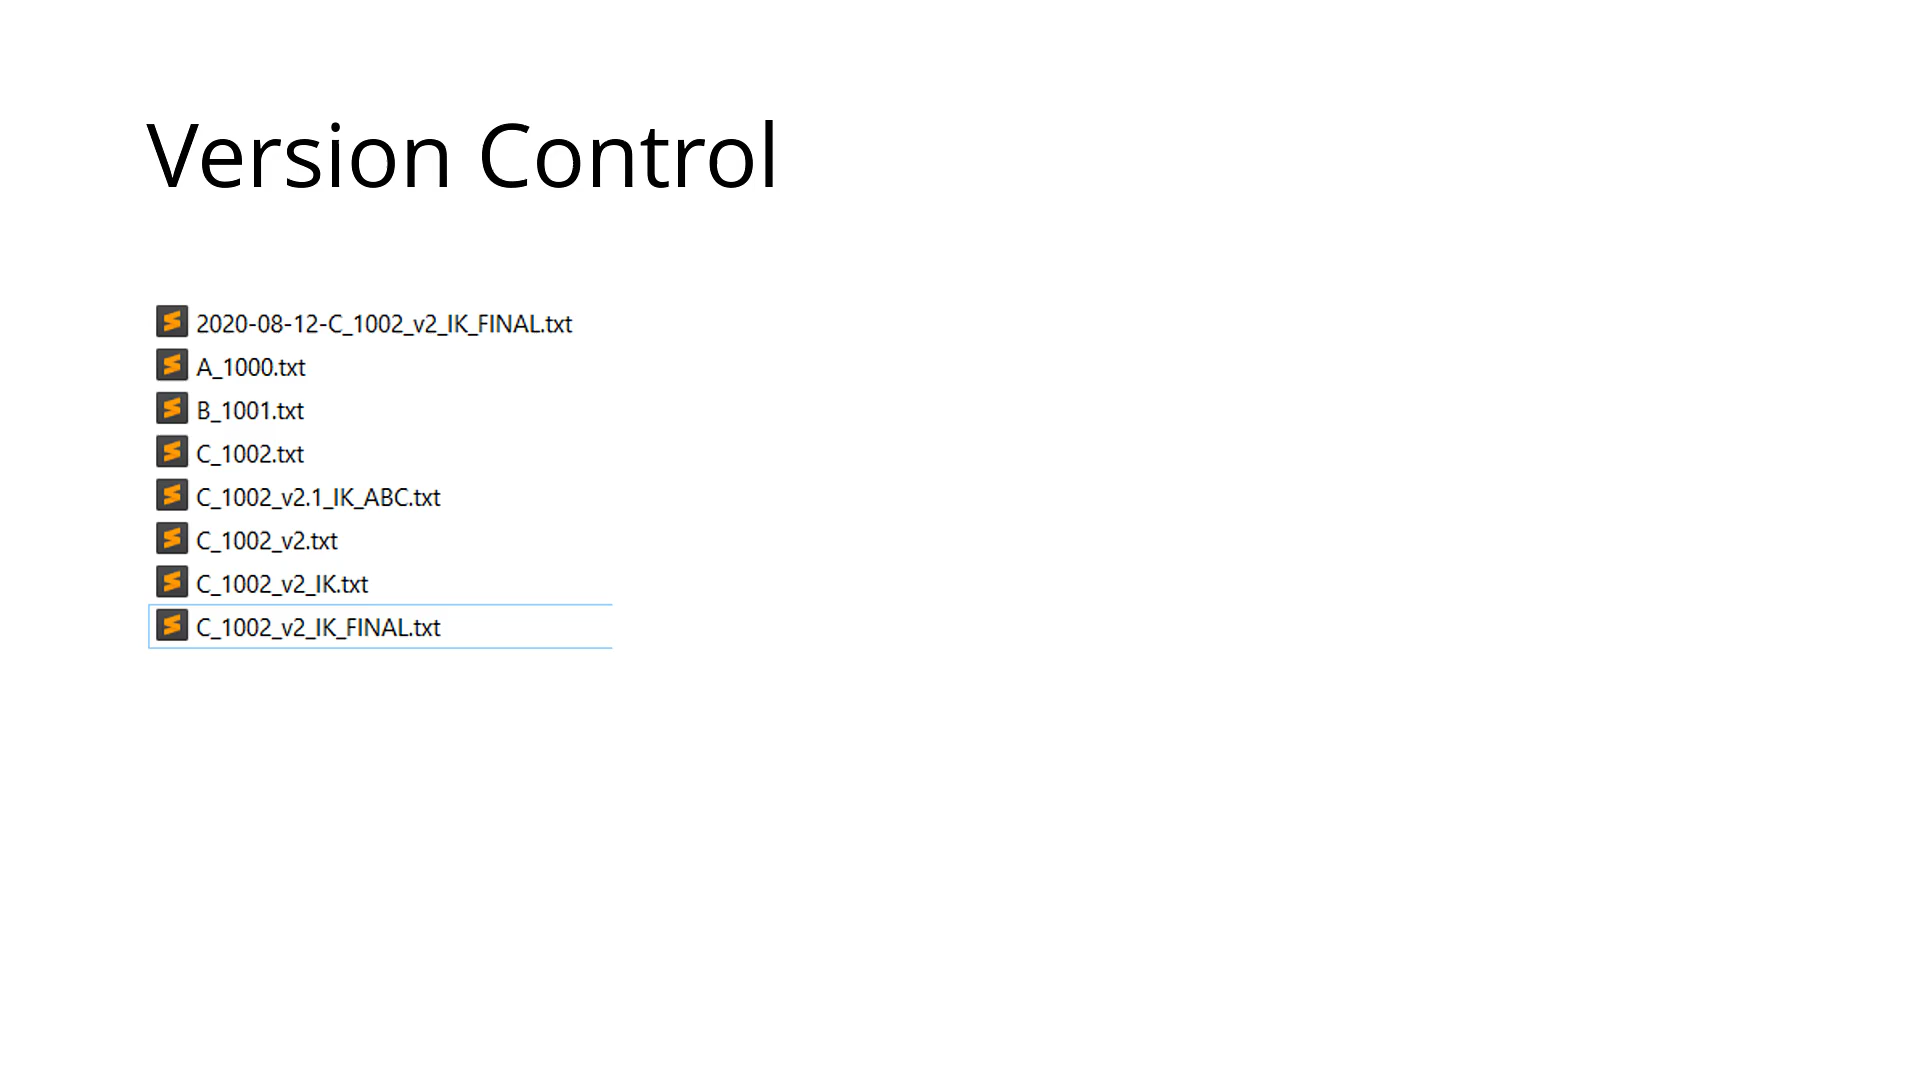 Version Control
2020-08-12-C_1002_v2_IK_FINAL.txt
A_1000.txt
B_1001.txt
C_1002.txt
C_1002_v2.1_IK_ABC.txt
C_1002_v2.txt
C_1002_v2_IK.txt
C_1002_v2_IK_FINAL.txt